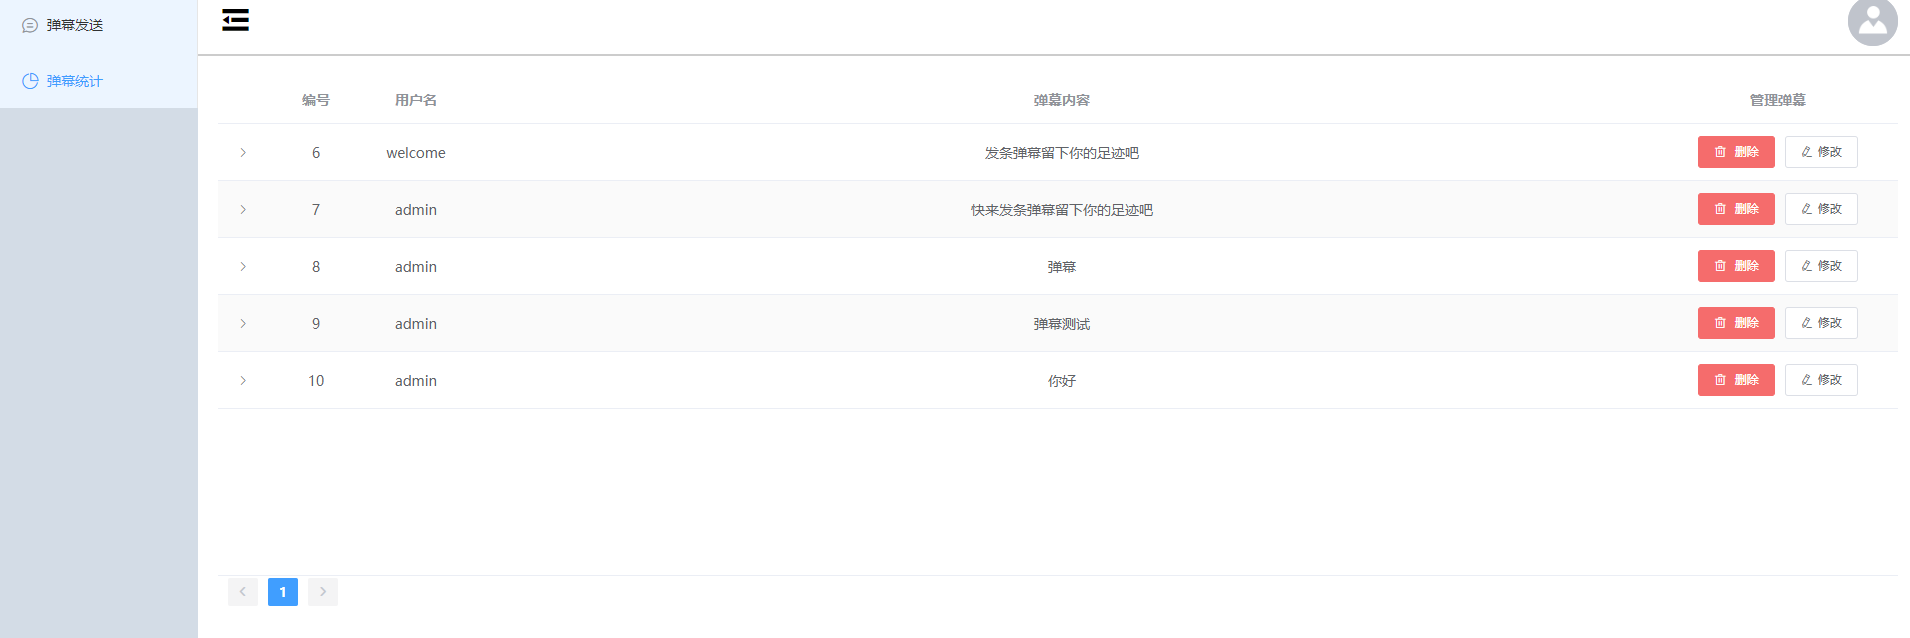 弹幕发送
弹幕统计
编号 用户名 弹幕内容 管理弹幕
6 welcome 发条弹幕留下你的足迹吧 删除 修改
7 admin 快来发条弹幕留下你的足迹吧 删除 修改
8 admin 弹幕 删除 修改
9 admin 弹幕测试 删除 修改
10 admin 你好 删除 修改
1